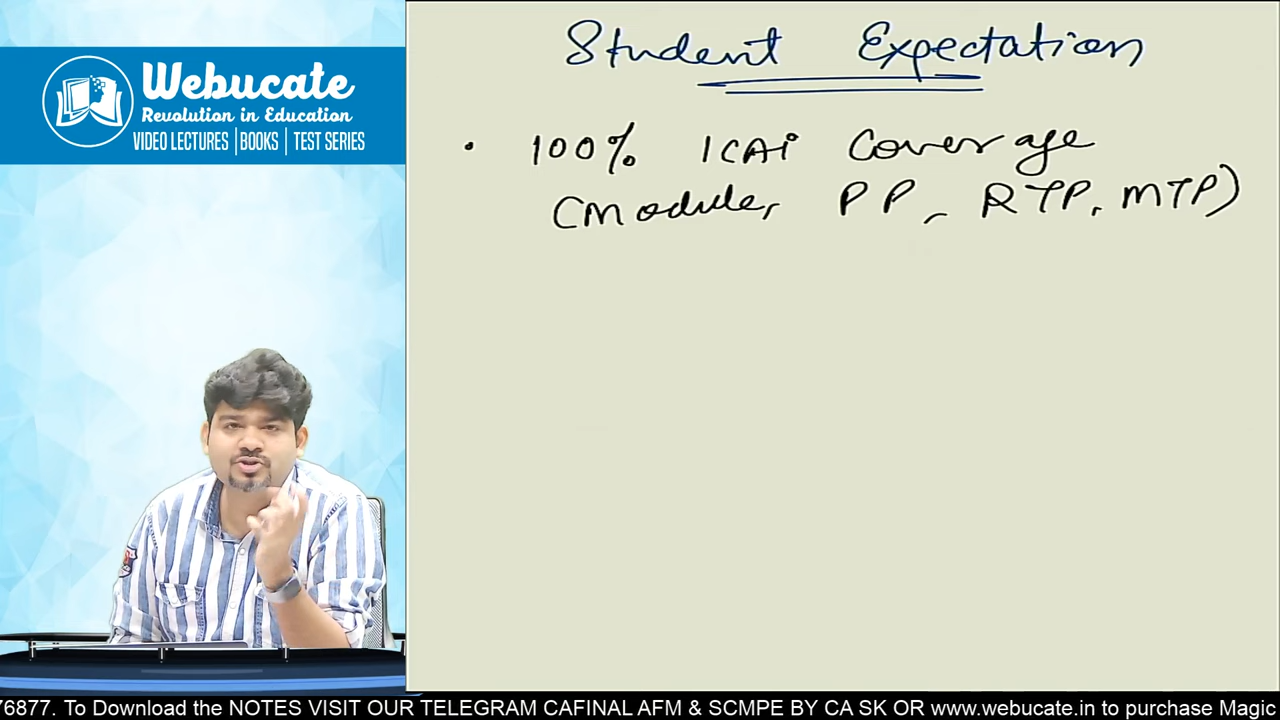 Webucate
Revolution in Education
VIDEO LECTURES | BOOKS | TEST SERIES
Student Expectation
• 100% ICAi Coverage
(Module, PP, RTP, MTP)
76877. To Download the NOTES VISIT OUR TELEGRAM CAFINAL AFM & SCMPE BY CA SK OR www.webucate.in to purchase Magic